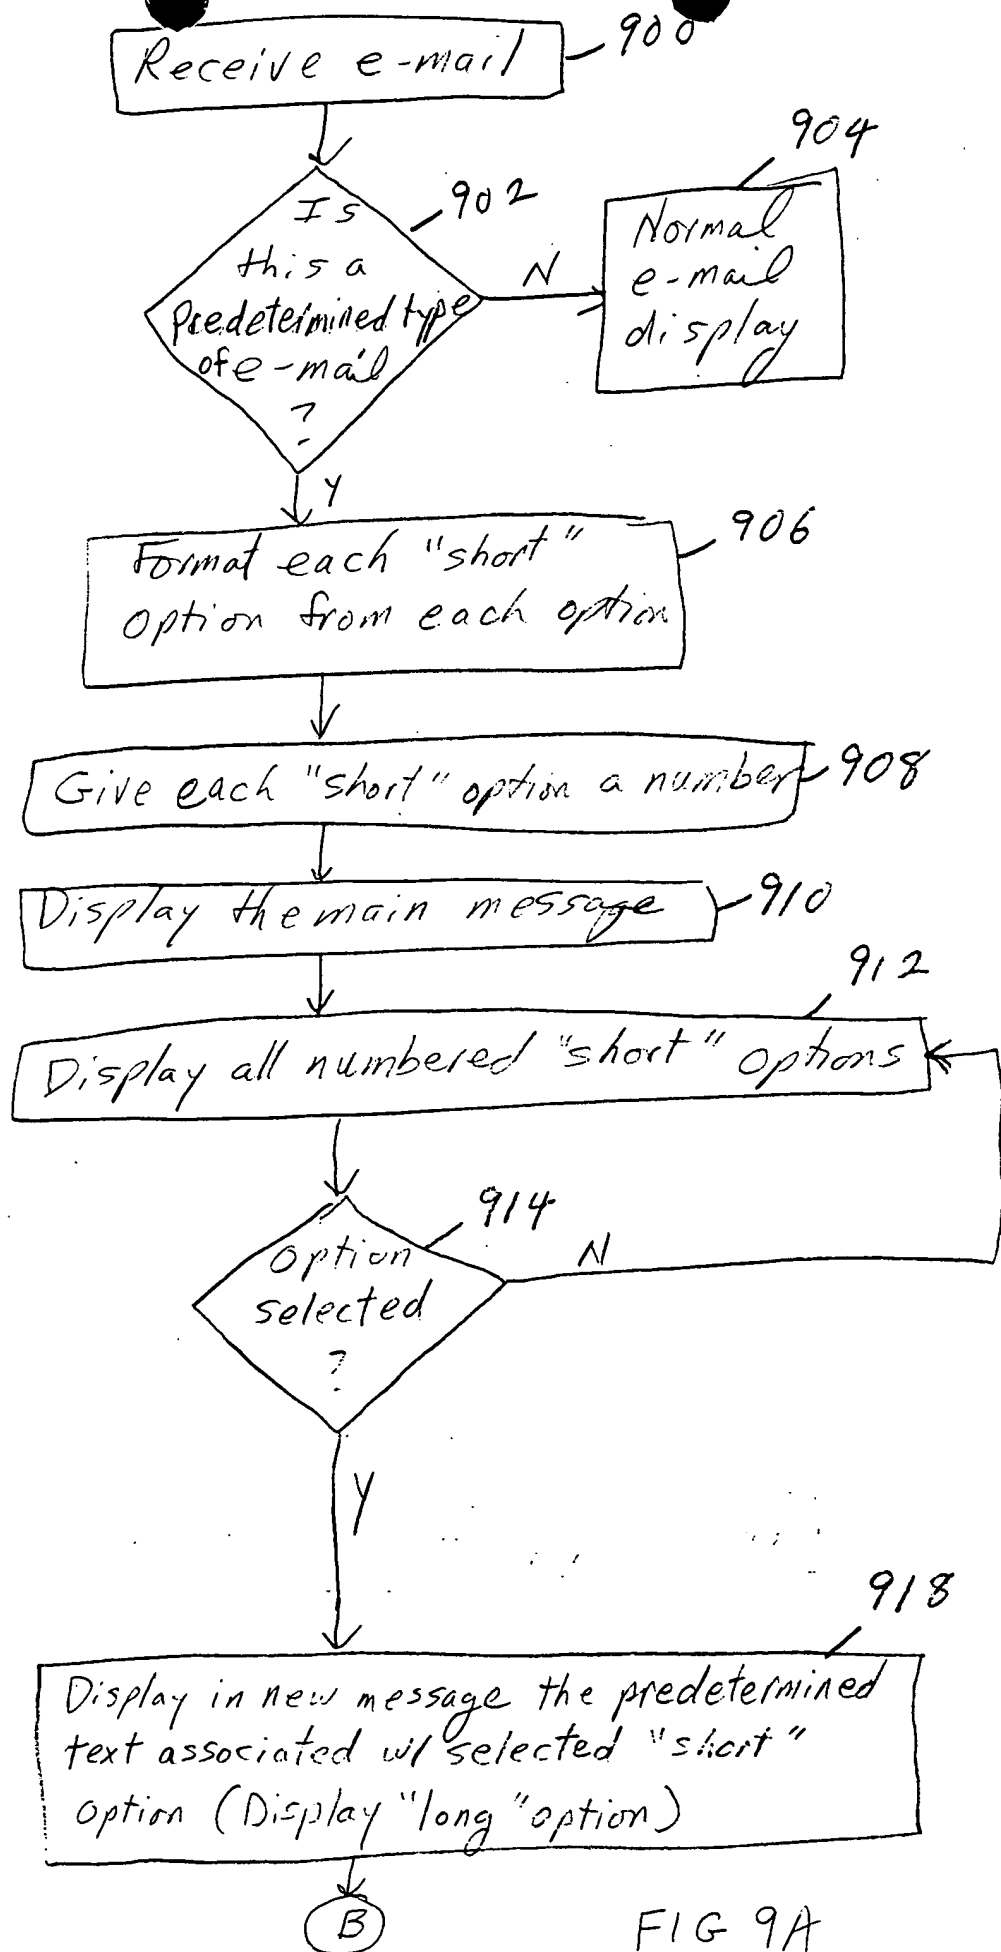 Receive e-mail
900
Is
this a
predetermined type
of e-mail
?
902
N
904
Normal
e-mail
display
Y
906
Format each "short"
option from each option
Give each "short" option a number
908
Display the main message
910
912
Display all numbered "short" options
914
Option
selected
?
N
Y
918
Display in new message the predetermined
text associated w/ selected "short"
option (Display "long" option)
B
FIG 9A